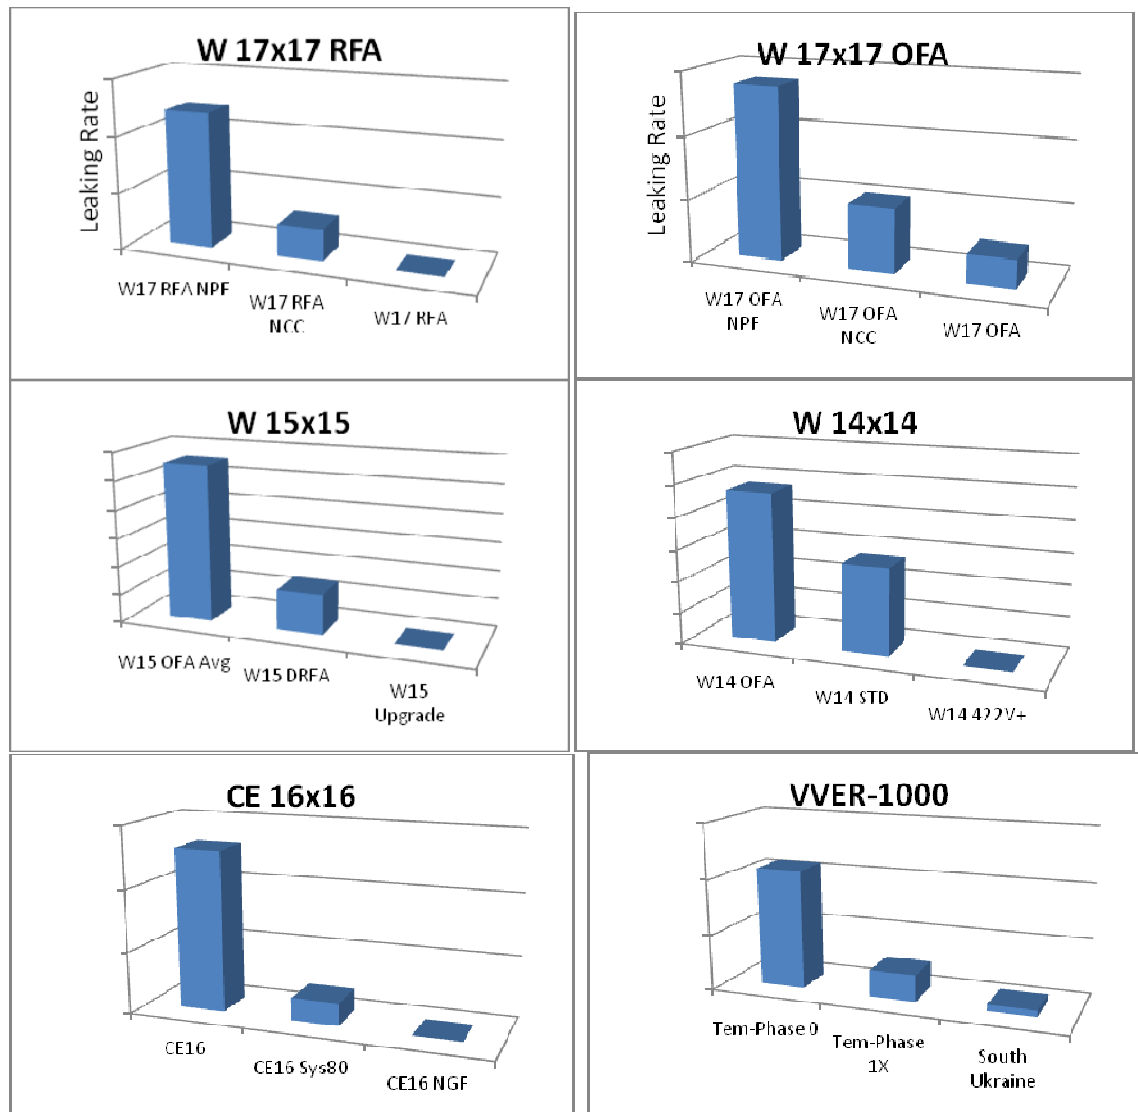 W 17x17 RFA
Leaking Rate
W17 RFA NPF
W17 RFA
NCC
W17 RFA
W 17x17 OFA
Leaking Rate
W17 OFA
NPF
W17 OFA
NCC
W17 OFA
W 15x15
W15 OFA Avg
W15 DRFA
W15
Upgrade
W 14x14
W14 OFA
W14 STD
W14 422V+
CE 16x16
CE16
CE16 Sys80
CE16 NGF
VVER-1000
Tem-Phase 0
Tem-Phase
1X
South
Ukraine